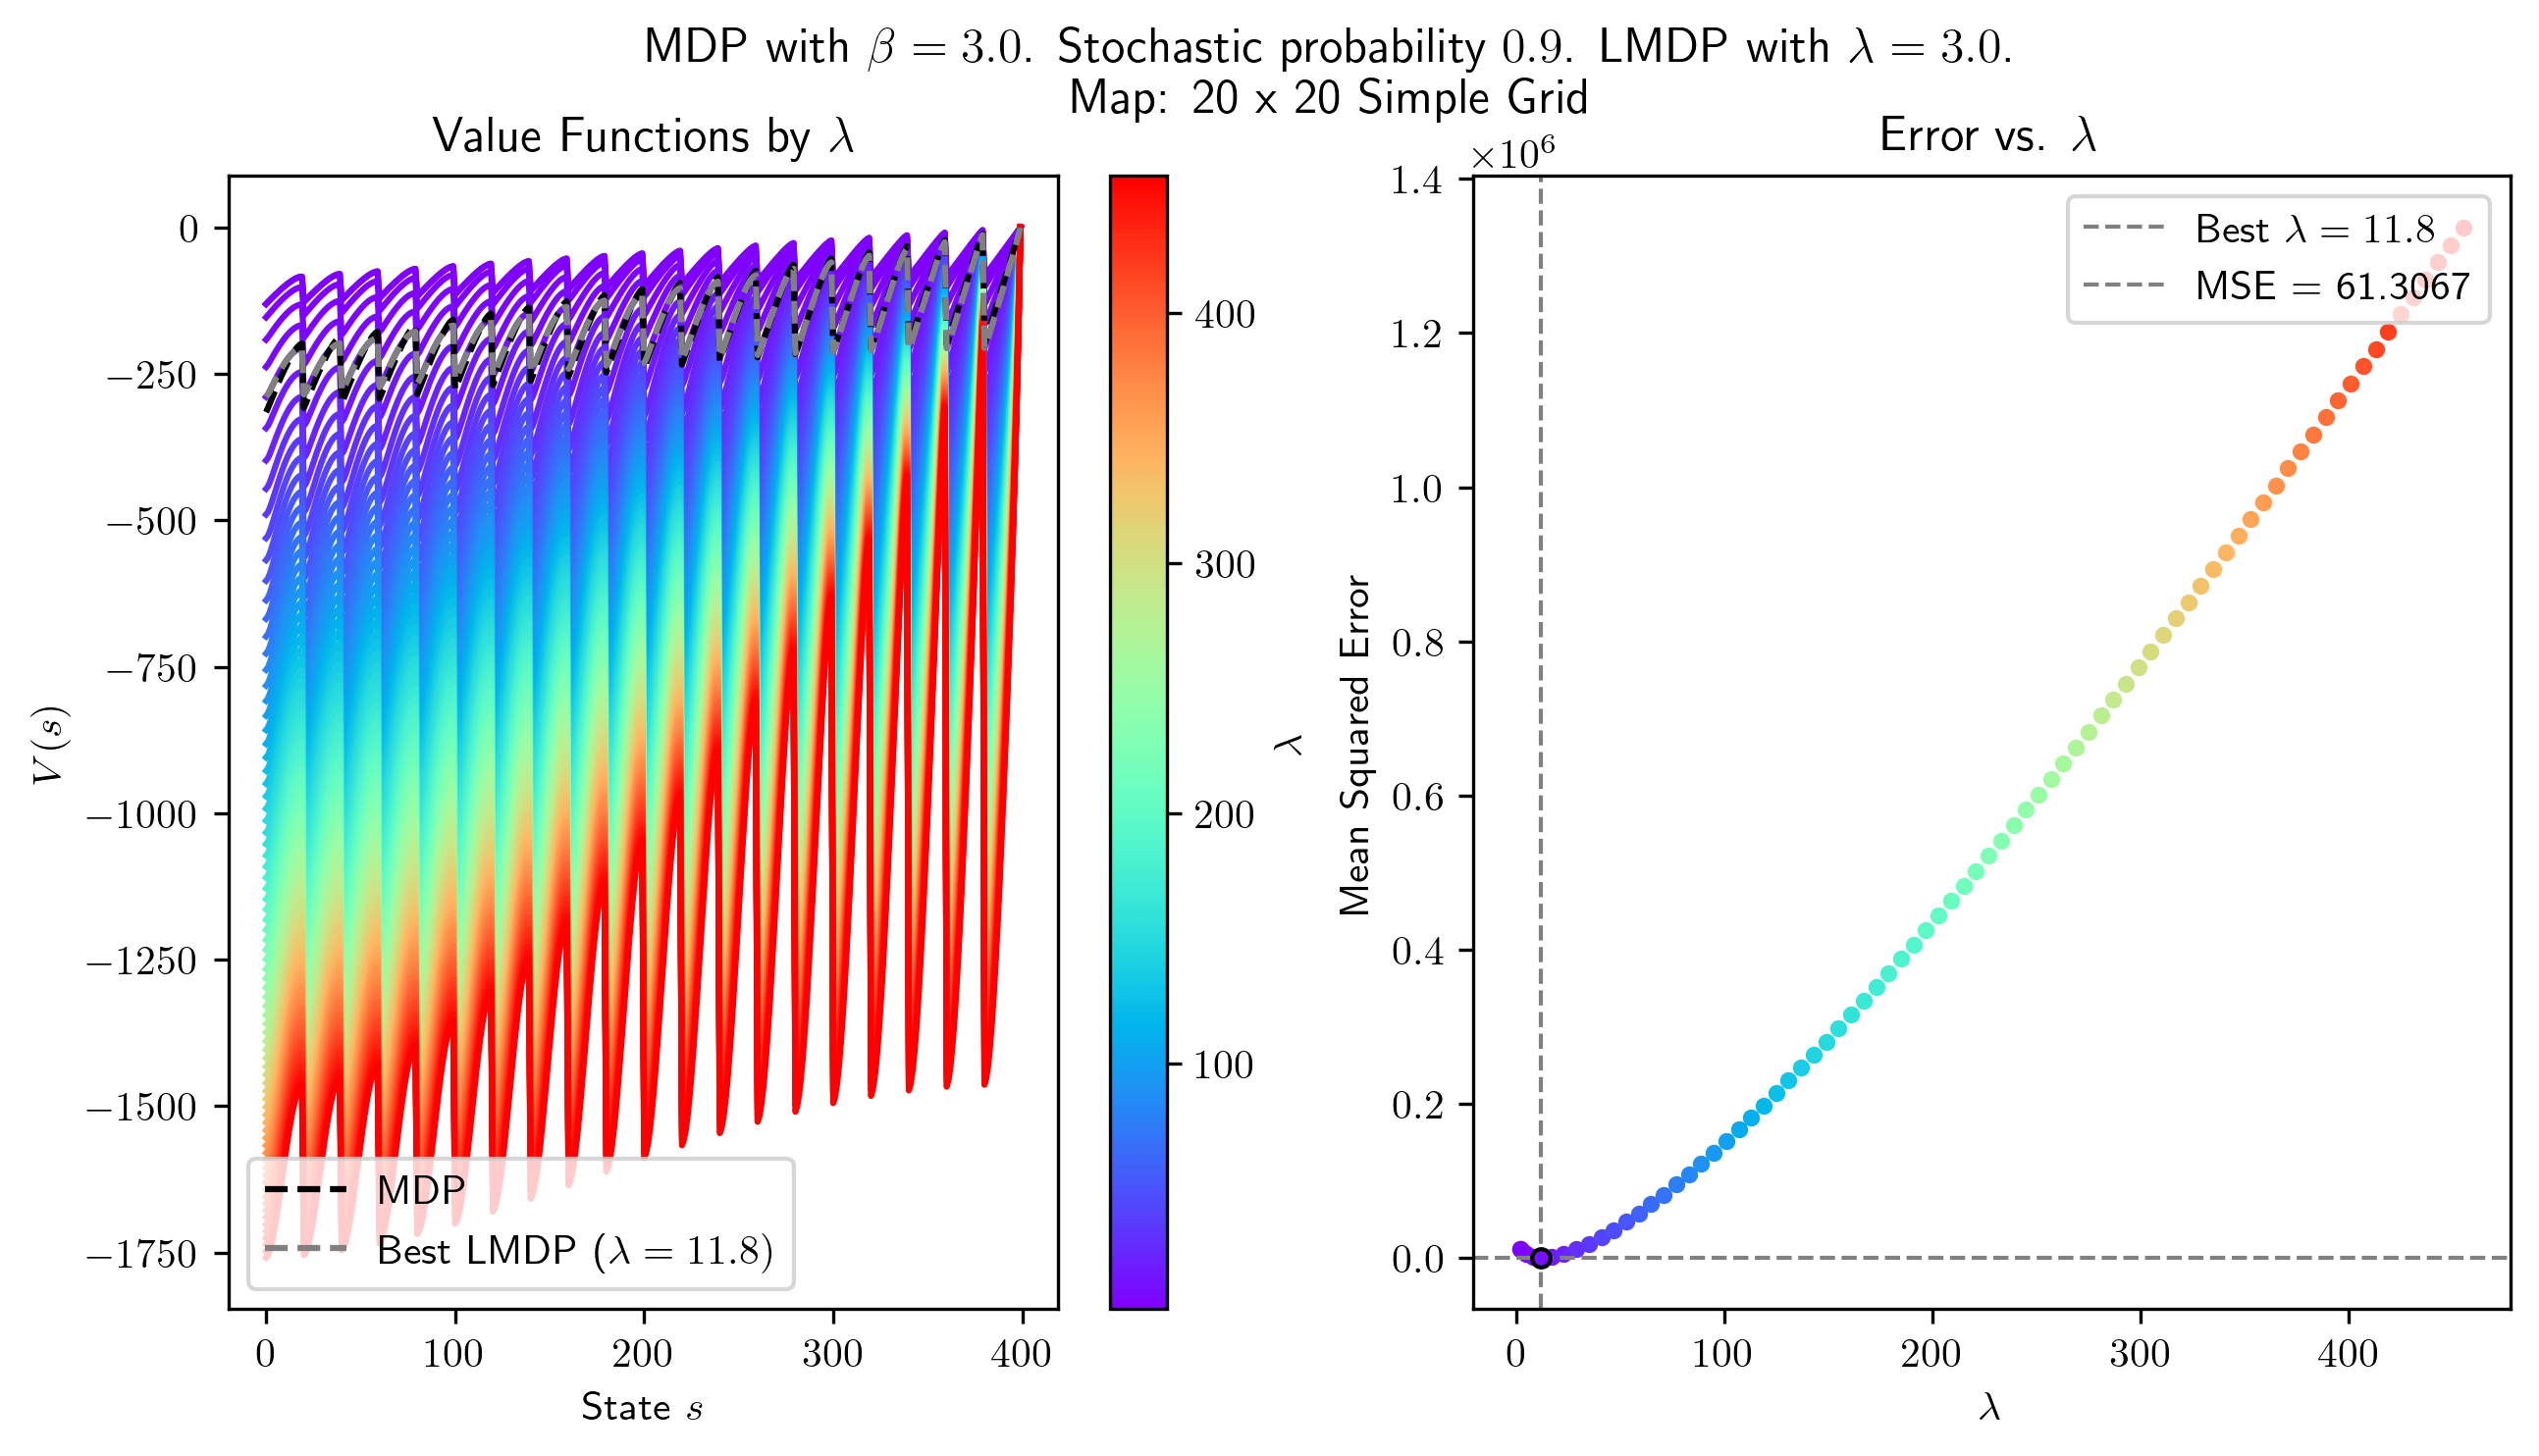 MDP with β = 3.0. Stochastic probability 0.9. LMDP with λ = 3.0.
Map: 20 x 20 Simple Grid
Value Functions by λ
0
−250
−500
−750
−1000
−1250
−1500
−1750
V(s)
MDP
Best LMDP (λ = 11.8)
0 100 200 300 400
State s
400
300
200
100
λ
Error vs. λ
×10⁶
1.4
1.2
1.0
0.8
0.6
0.4
0.2
0.0
Mean Squared Error
Best λ = 11.8
MSE = 61.3067
0 100 200 300 400
λ